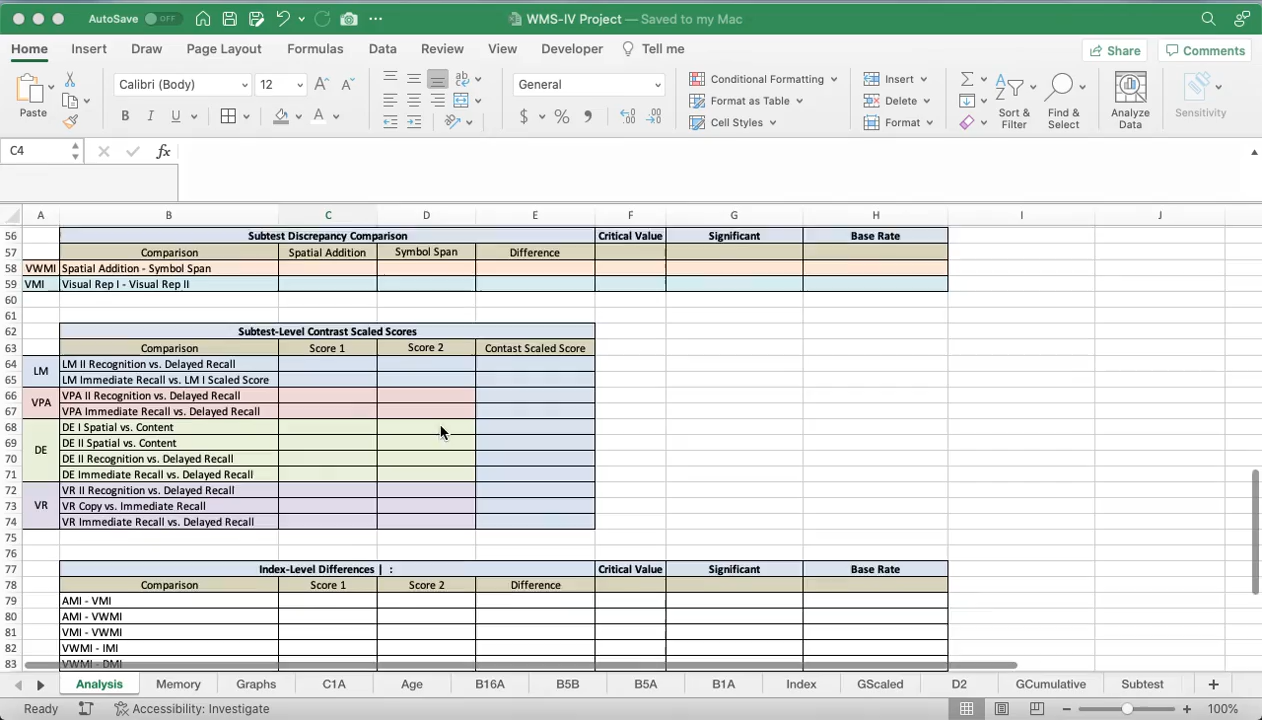 AutoSave OFF WMS-IV Project — Saved to my Mac
Home Insert Draw Page Layout Formulas Data Review View Developer Tell me Share Comments
Paste Calibri (Body) 12 General Conditional Formatting Insert
B I U A $ % Format as Table Delete Sort & Filter Find & Select Analyze Data Sensitivity
Cell Styles Format
C4 fx
A B C D E F G H I J
56 Subtest Discrepancy Comparison Critical Value Significant Base Rate
57 Comparison Spatial Addition Symbol Span Difference
58 VWMI Spatial Addition - Symbol Span
59 VMI Visual Rep I - Visual Rep II
60
61
62 Subtest-Level Contrast Scaled Scores
63 Comparison Score 1 Score 2 Contast Scaled Score
64 LM II Recognition vs. Delayed Recall
LM
65 LM Immediate Recall vs. LM I Scaled Score
66 VPA II Recognition vs. Delayed Recall
VPA
67 VPA Immediate Recall vs. Delayed Recall
68 DE I Spatial vs. Content
69 DE II Spatial vs. Content
DE
70 DE II Recognition vs. Delayed Recall
71 DE Immediate Recall vs. Delayed Recall
72 VR II Recognition vs. Delayed Recall
73 VR VR Copy vs. Immediate Recall
74 VR Immediate Recall vs. Delayed Recall
75
76
77 Index-Level Differences | : Critical Value Significant Base Rate
78 Comparison Score 1 Score 2 Difference
79 AMI - VMI
80 AMI - VWMI
81 VMI - VWMI
82 VWMI - IMI
83 VWMI - DMI
Analysis Memory Graphs C1A Age B16A B5B B5A B1A Index GScaled D2 GCumulative Subtest +
Ready Accessibility: Investigate 100%